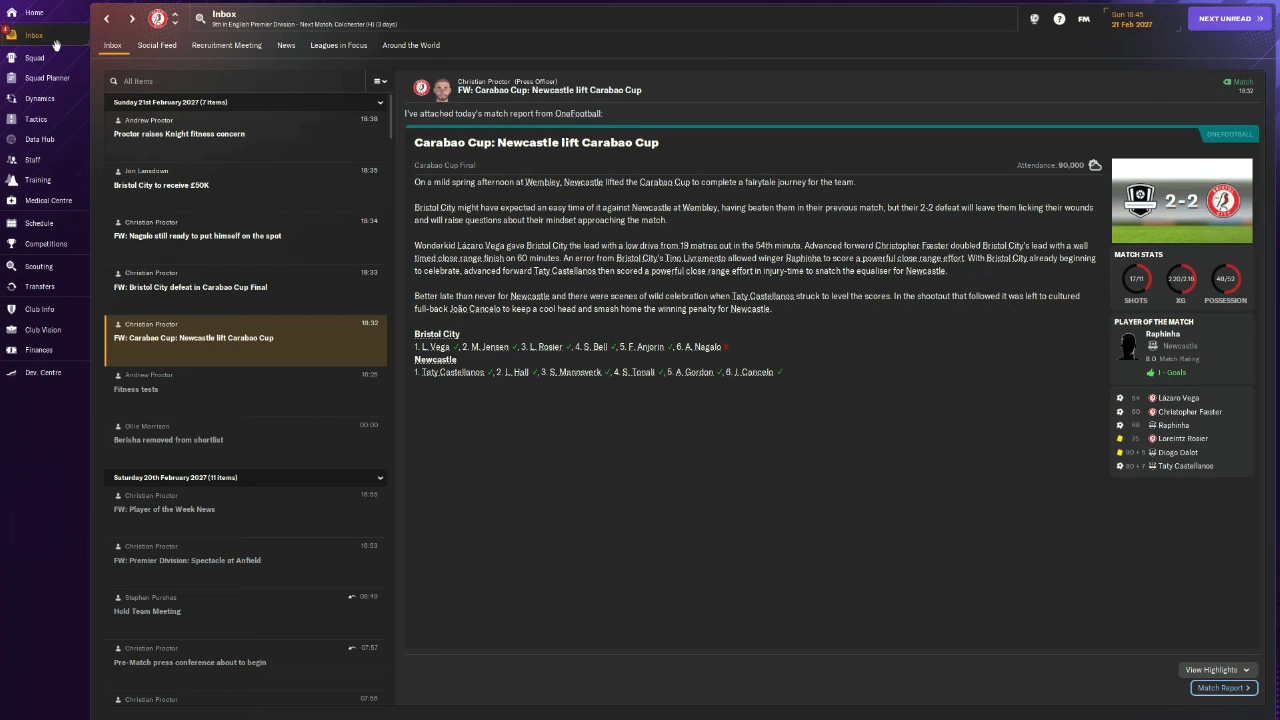 Home
Inbox
Squad
Squad Planner
Dynamics
Tactics
Data Hub
Staff
Training
Medical Centre
Schedule
Competitions
Scouting
Transfers
Club Info
Club Vision
Finances
Dev. Centre
Inbox
9th in English Premier Division - Next Match: Colchester (H) (3 days)
FM
Sun 18:45
21 Feb 2027
NEXT UNREAD
Inbox
Social Feed
Recruitment Meeting
News
Leagues in Focus
Around the World
All Items
Sunday 21st February 2027 (7 items)
Andrew Proctor 18:38
Proctor raises Knight fitness concern
Jon Lansdown 18:35
Bristol City to receive £50K
Christian Proctor 18:34
FW: Nagalo still ready to put himself on the spot
Christian Proctor 18:33
FW: Bristol City defeat in Carabao Cup Final
Christian Proctor 18:32
FW: Carabao Cup: Newcastle lift Carabao Cup
Andrew Proctor 18:26
Fitness tests
Ollie Morrison 00:00
Berisha removed from shortlist
Saturday 20th February 2027 (11 items)
Christian Proctor 16:55
FW: Player of the Week News
Christian Proctor 16:53
FW: Premier Division: Spectacle at Anfield
Stephen Purches 08:48
Hold Team Meeting
Christian Proctor 07:57
Pre-Match press conference about to begin
Christian Proctor 07:56
Christian Proctor (Press Officer)
FW: Carabao Cup: Newcastle lift Carabao Cup
Match
18:32
I've attached today's match report from OneFootball:
ONEFOOTBALL
Carabao Cup: Newcastle lift Carabao Cup
Carabao Cup Final
Attendance: 90,000
On a mild spring afternoon at Wembley, Newcastle lifted the Carabao Cup to complete a fairytale journey for the team.
Bristol City might have expected an easy time of it against Newcastle at Wembley, having beaten them in their previous match, but their 2-2 defeat will leave them licking their wounds
and will raise questions about their mindset approaching the match.
Wonderkid Lázaro Vega gave Bristol City the lead with a low drive from 19 metres out in the 54th minute. Advanced forward Christopher Fæster doubled Bristol City's lead with a well
timed close range finish on 60 minutes. An error from Bristol City's Tino Livramento allowed winger Raphinha to score a powerful close range effort. With Bristol City already beginning
to celebrate, advanced forward Taty Castellanos then scored a powerful close range effort in injury-time to snatch the equaliser for Newcastle.
Better late than never for Newcastle and there were scenes of wild celebration when Taty Castellanos struck to level the scores. In the shootout that followed it was left to cultured
full-back João Cancelo to keep a cool head and smash home the winning penalty for Newcastle.
Bristol City
1. L. Vega ✓, 2. M. Jensen ✓, 3. L. Rosier ✓, 4. S. Bell ✓, 5. F. Anjorin ✓, 6. A. Nagalo ✗
Newcastle
1. Taty Castellanos ✓, 2. L. Hall ✓, 3. S. Mannsverk ✓, 4. S. Tonali ✓, 5. A. Gordon ✓, 6. J. Cancelo ✓
2-2
MATCH STATS
17/11
2.20/2.16
48/52
SHOTS
XG
POSSESSION
PLAYER OF THE MATCH
Raphinha
Newcastle
8.0 Match Rating
1 - Goals
54 Lázaro Vega
60 Christopher Fæster
68 Raphinha
75 Loreintz Rosier
90 + 5 Diogo Dalot
90 + 7 Taty Castellanos
View Highlights
Match Report